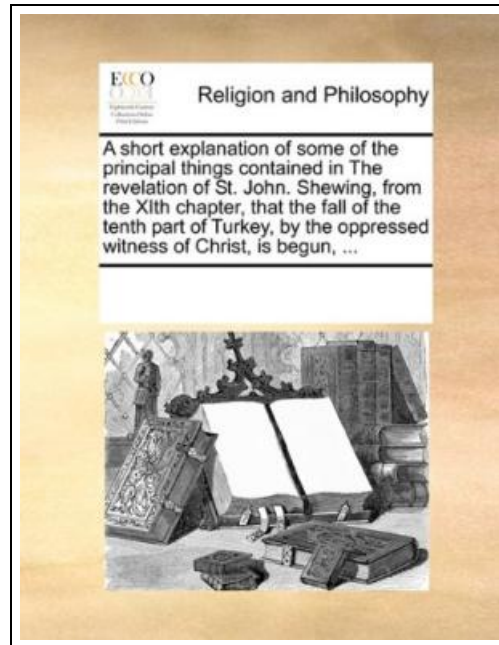 ECCO
Religion and Philosophy
A short explanation of some of the
principal things contained in The
revelation of St. John. Shewing, from
the XIth chapter, that the fall of the
tenth part of Turkey, by the oppressed
witness of Christ, is begun, ...